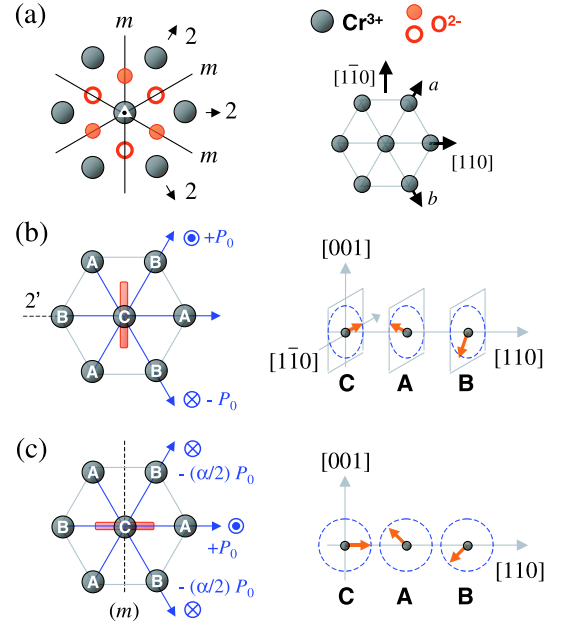 (a)
m
2
m
2
m
2
Cr³⁺
O²⁻
[11̄0]
a
[110]
b
(b)
A
B
+P₀
2'
B
C
A
A
B
- P₀
[001]
[11̄0]
[110]
C A B
(c)
A
B
- (α/2) P₀
B
C
A
+P₀
A
B
- (α/2) P₀
(m)
[001]
[110]
C A B